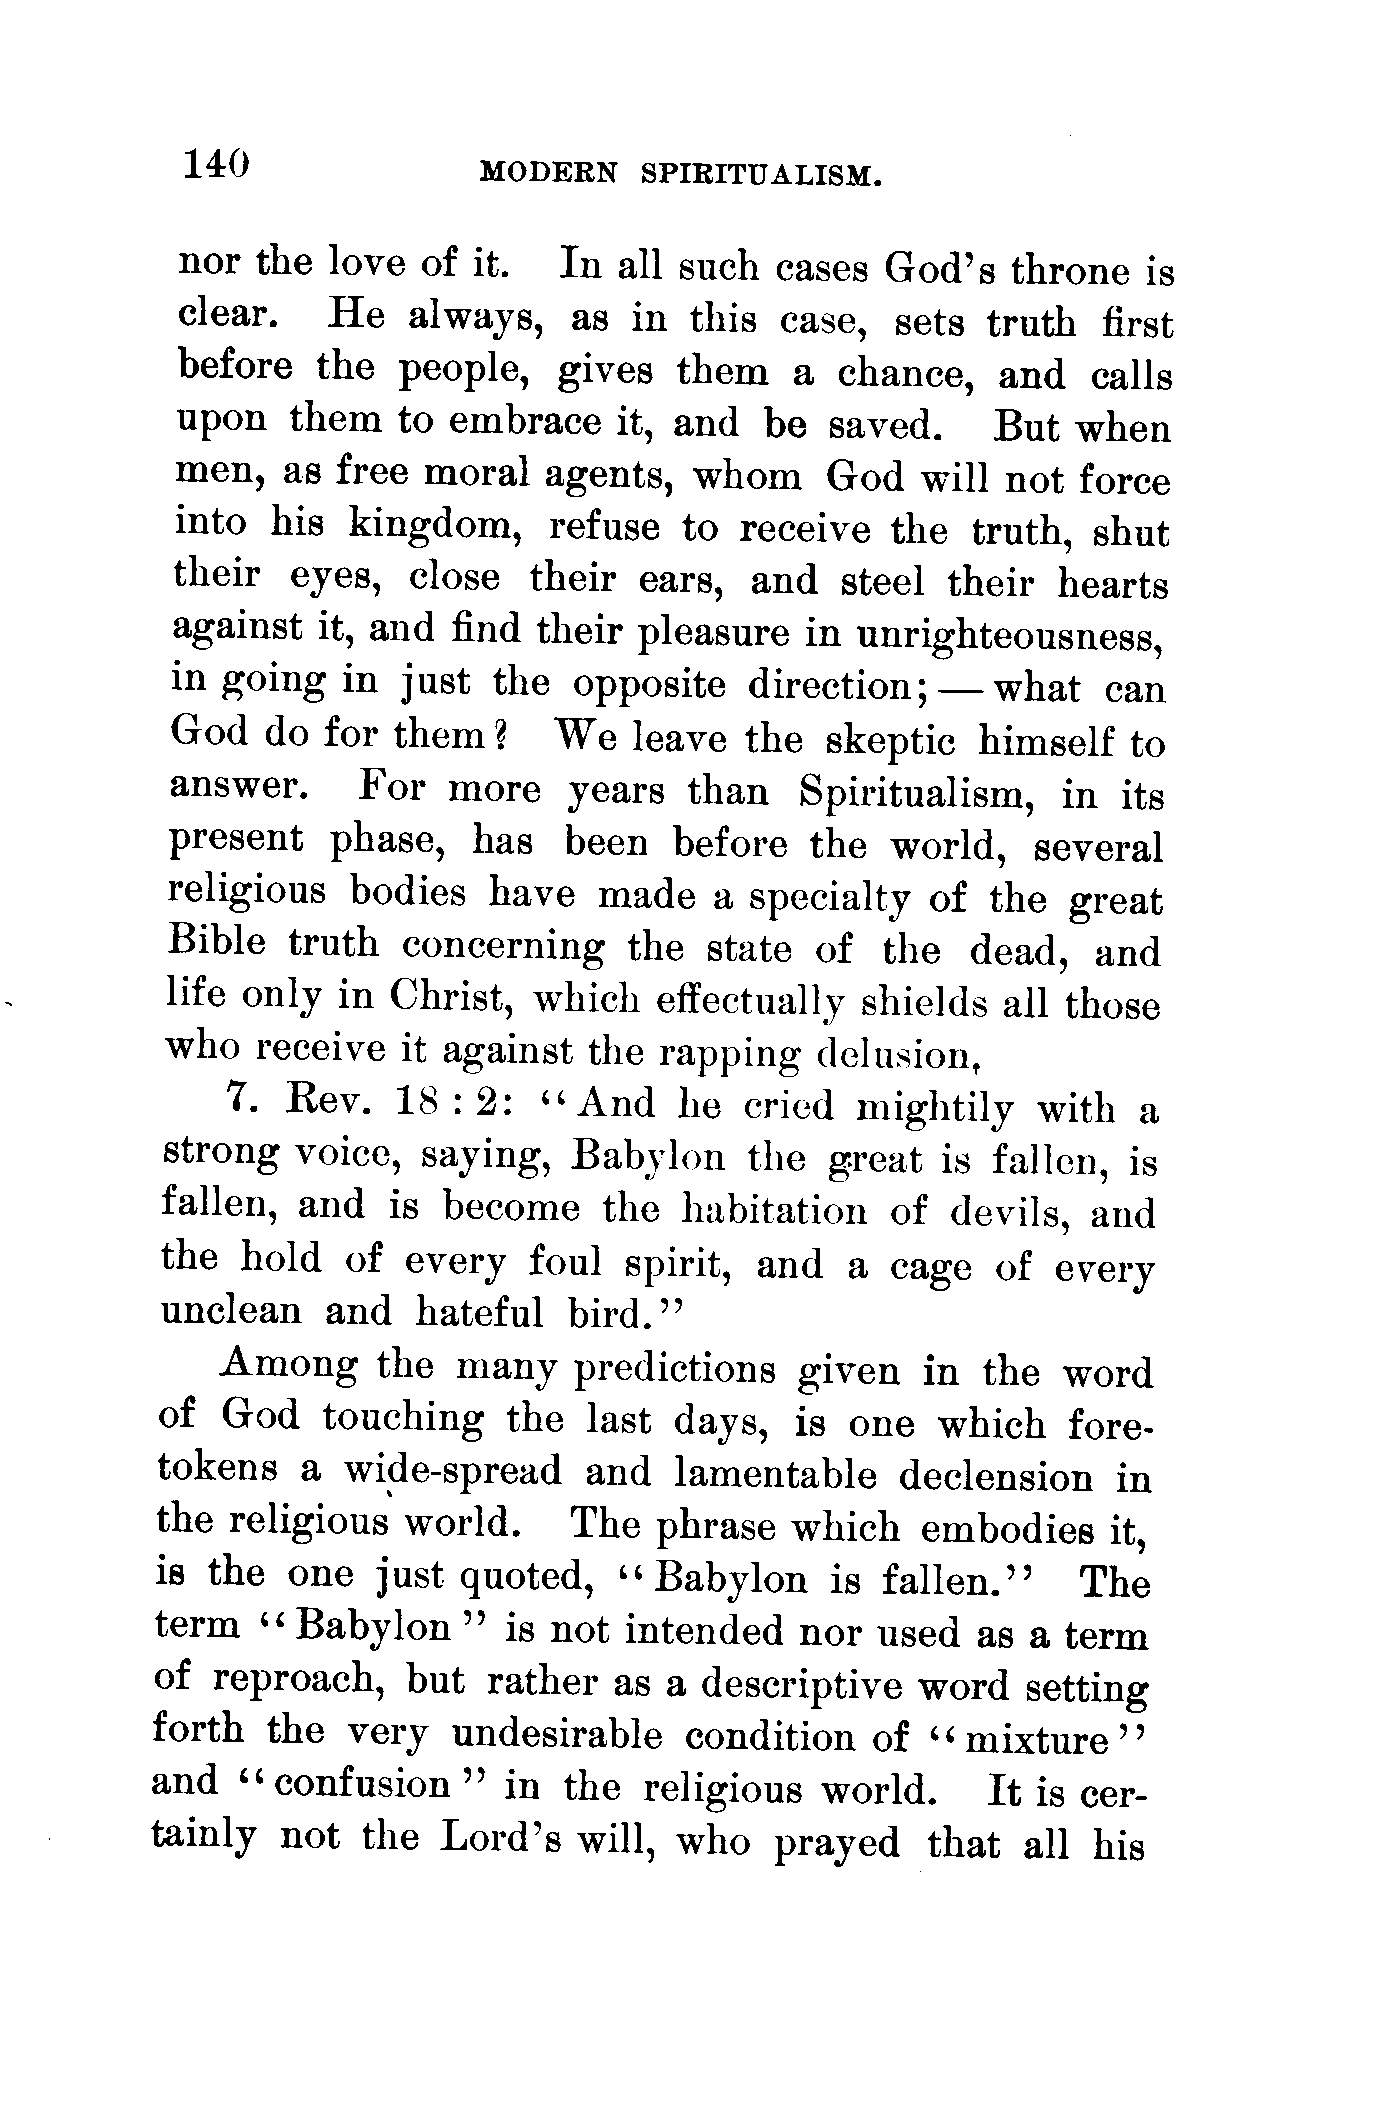 140
MODERN SPIRITUALISM.
nor the love of it. In all such cases God's throne is
clear. He always, as in this case, sets truth first
before the people, gives them a chance, and calls
upon them to embrace it, and be saved. But when
men, as free moral agents, whom God will not force
into his kingdom, refuse to receive the truth, shut
their eyes, close their ears, and steel their hearts
against it, and find their pleasure in unrighteousness,
in going in just the opposite direction; — what can
God do for them? We leave the skeptic himself to
answer. For more years than Spiritualism, in its
present phase, has been before the world, several
religious bodies have made a specialty of the great
Bible truth concerning the state of the dead, and
life only in Christ, which effectually shields all those
who receive it against the rapping delusion,
7. Rev. 18 : 2: "And he cried mightily with a
strong voice, saying, Babylon the great is fallen, is
fallen, and is become the habitation of devils, and
the hold of every foul spirit, and a cage of every
unclean and hateful bird."
Among the many predictions given in the word
of God touching the last days, is one which fore-
tokens a wide-spread and lamentable declension in
the religious world. The phrase which embodies it,
is the one just quoted, "Babylon is fallen." The
term "Babylon" is not intended nor used as a term
of reproach, but rather as a descriptive word setting
forth the very undesirable condition of "mixture"
and "confusion" in the religious world. It is cer-
tainly not the Lord's will, who prayed that all his